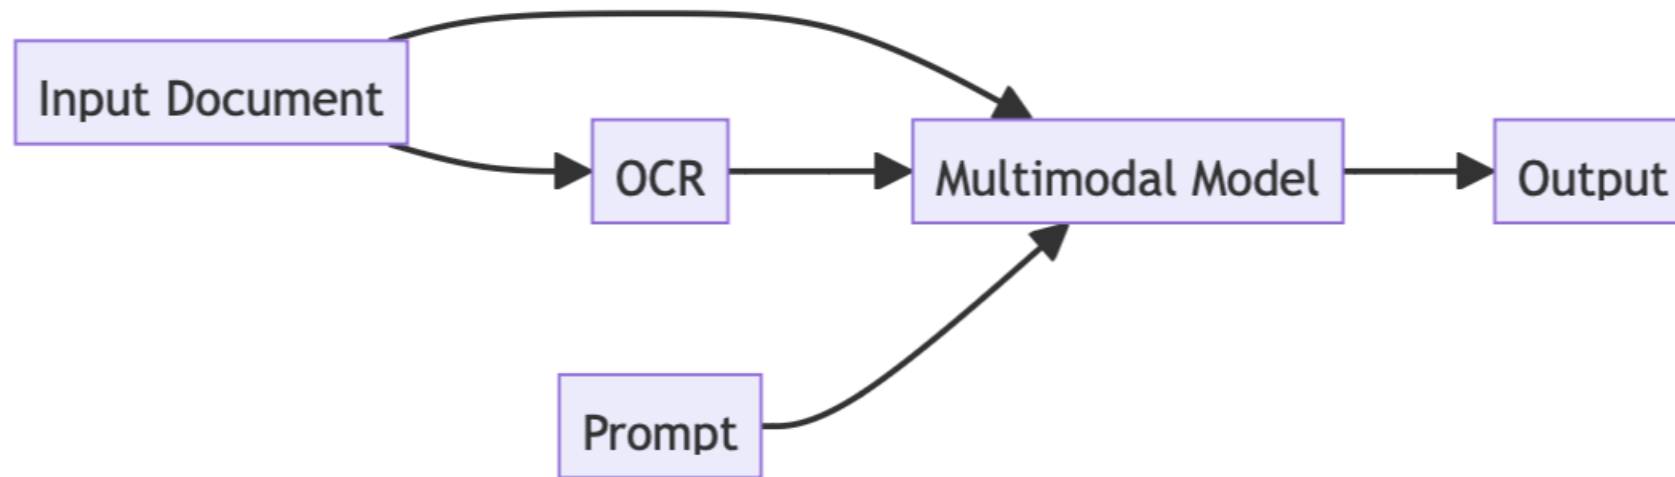 Input Document
OCR
Multimodal Model
Output
Prompt